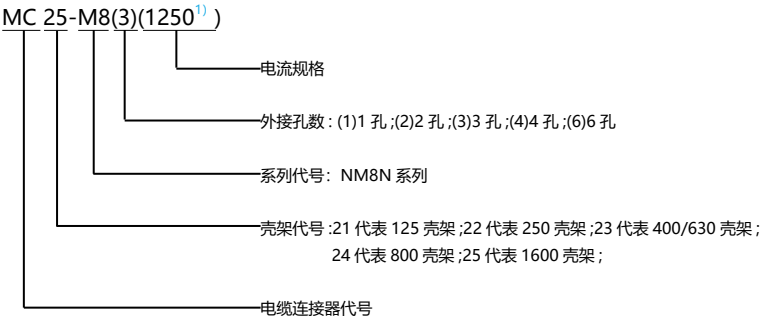 MC 25-M8(3)(1250¹⁾)
电流规格
外接孔数 : (1)1 孔 ;(2)2 孔 ;(3)3 孔 ;(4)4 孔 ;(6)6 孔
系列代号：NM8N 系列
壳架代号 :21 代表 125 壳架 ;22 代表 250 壳架 ;23 代表 400/630 壳架 ;
24 代表 800 壳架 ;25 代表 1600 壳架 ;
电缆连接器代号